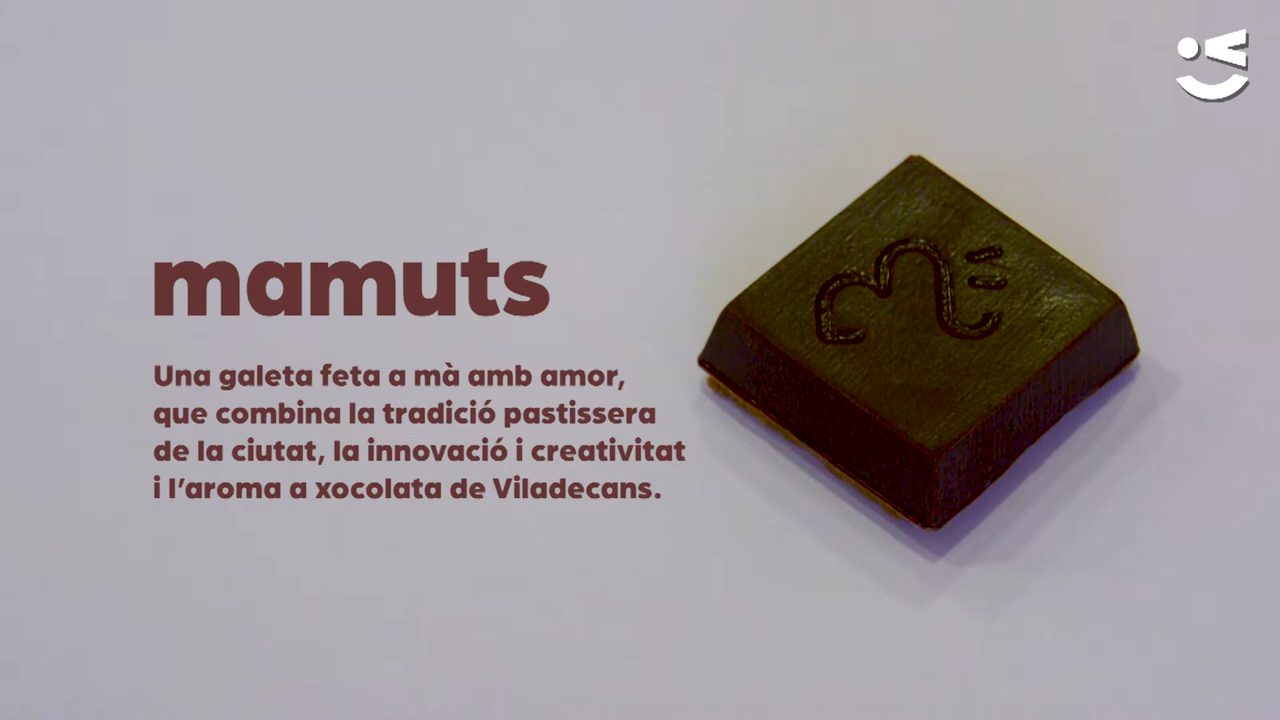 mamuts
Una galeta feta a mà amb amor,
que combina la tradició pastissera
de la ciutat, la innovació i creativitat
i l’aroma a xocolata de Viladecans.